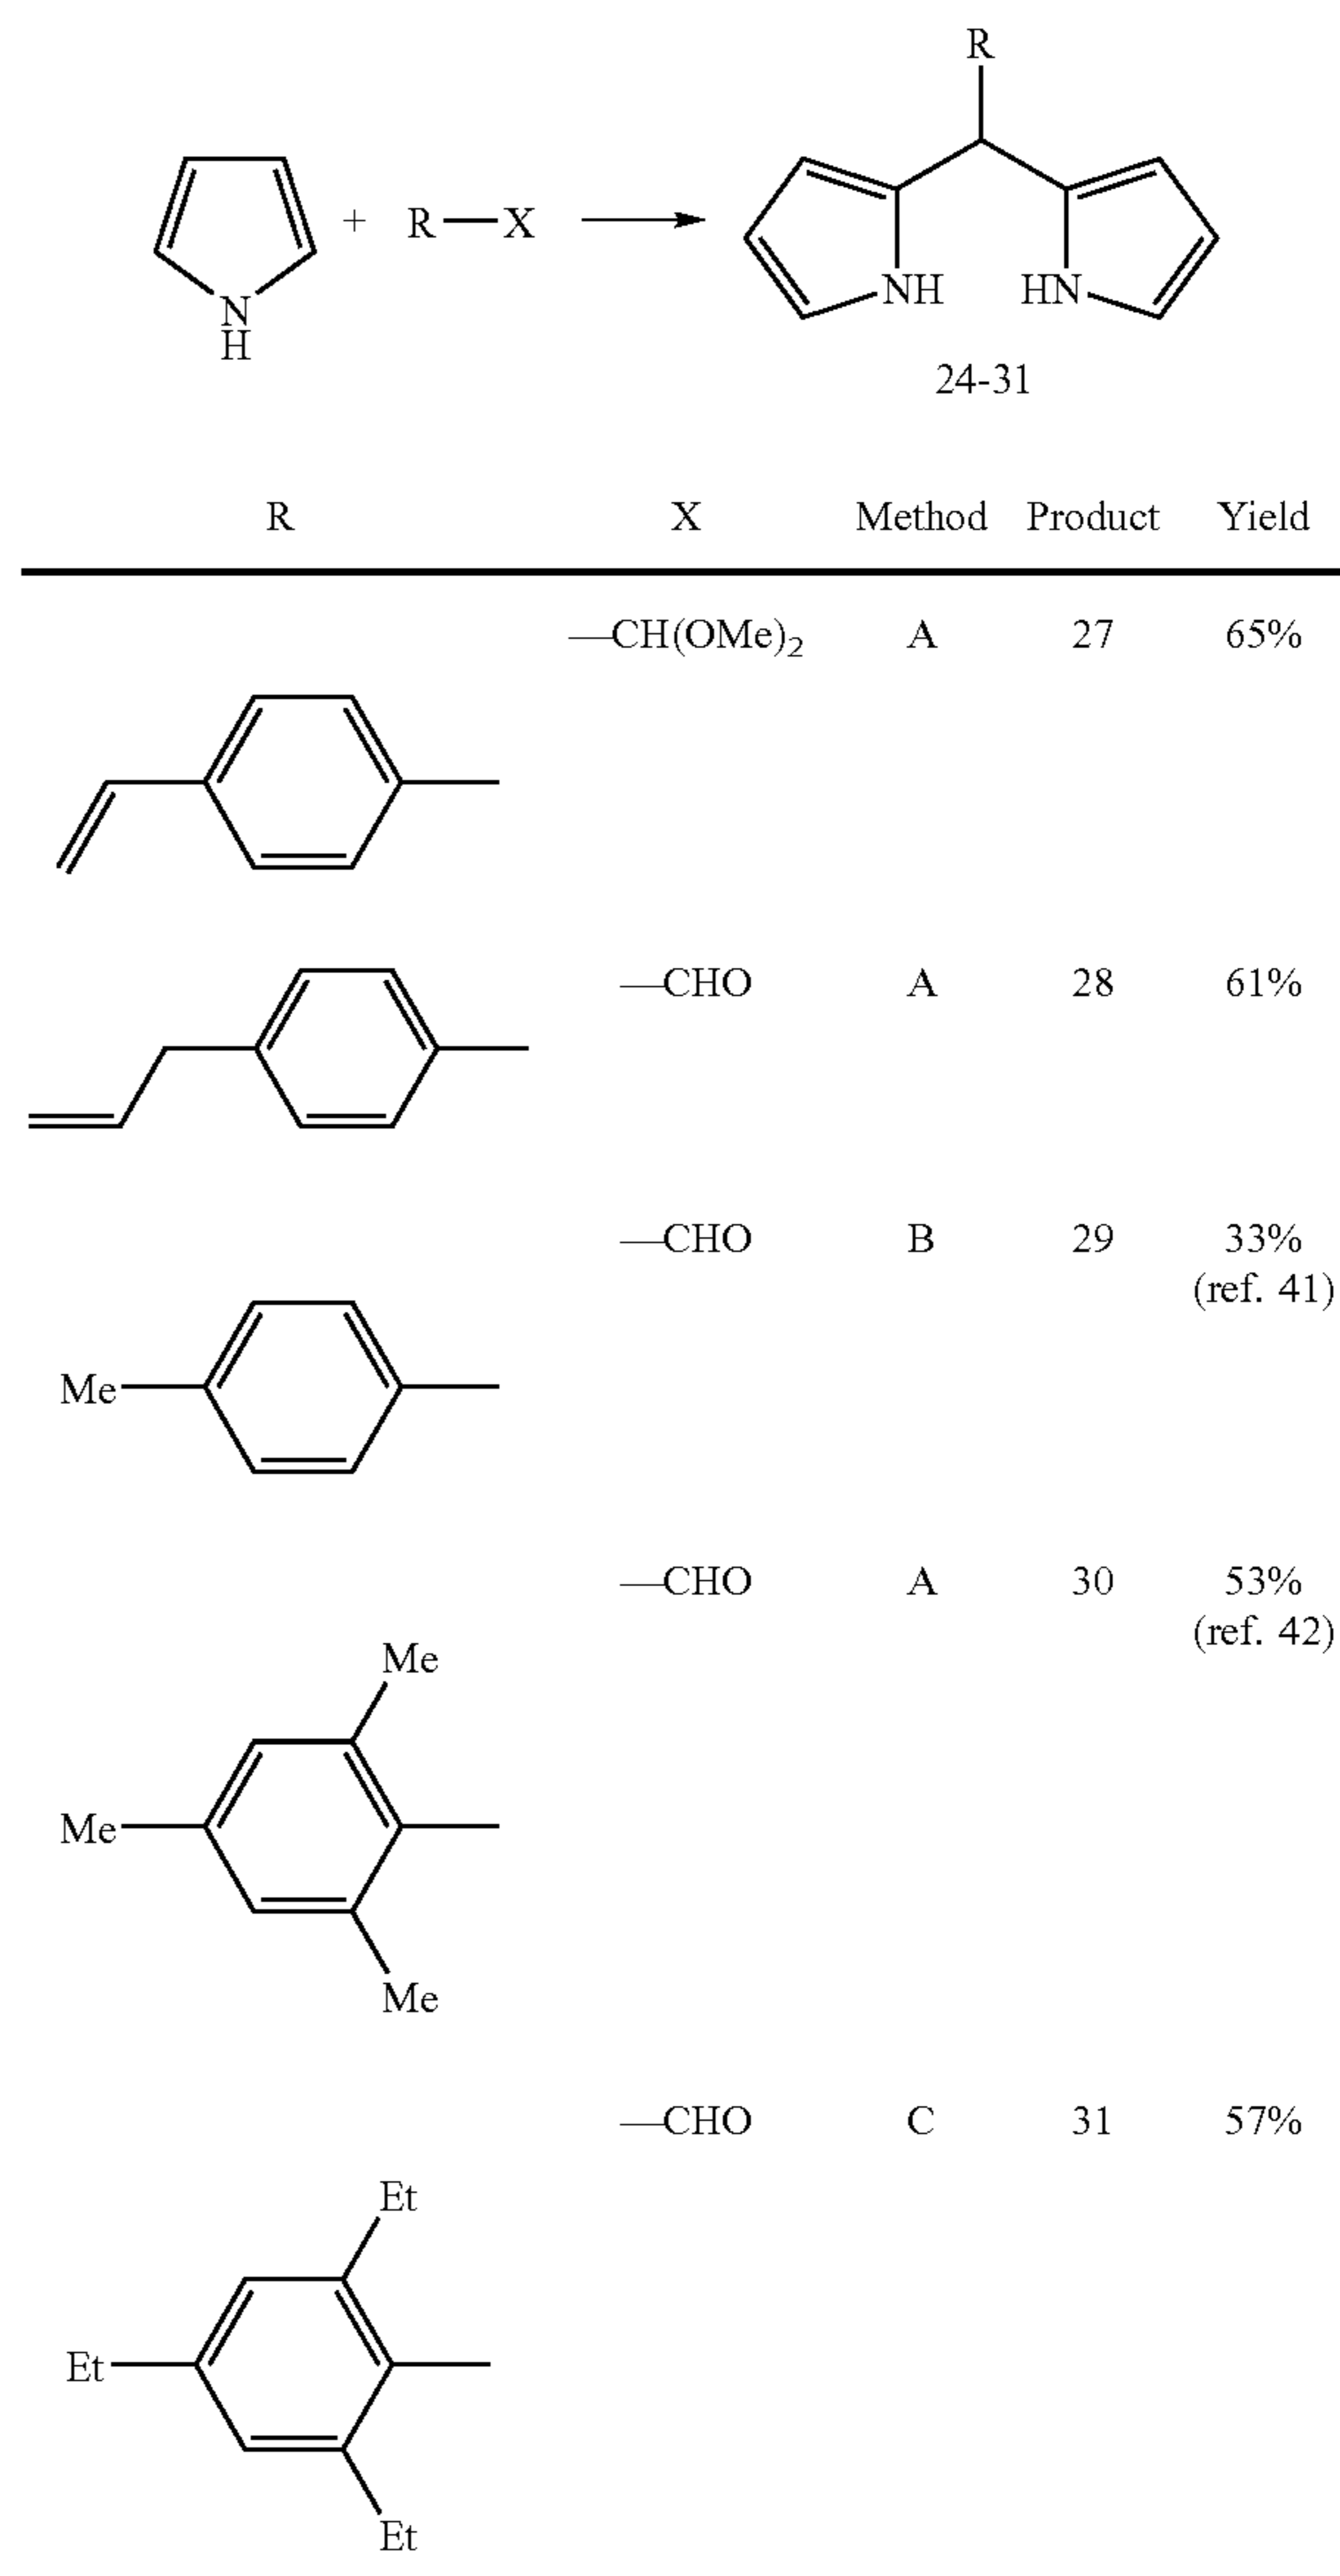 R
N
H
+ R—X
NH HN
24-31
R X Method Product Yield
—CH(OMe)₂ A 27 65%
—CHO A 28 61%
—CHO B 29 33%
(ref. 41)
Me
—CHO A 30 53%
(ref. 42)
Me
Me
Me
—CHO C 31 57%
Et
Et
Et